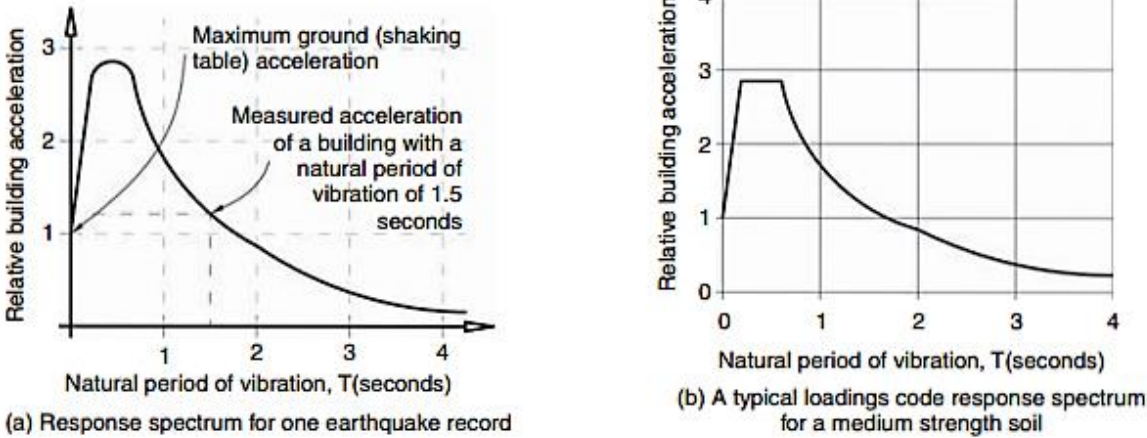 Relative building acceleration
3
2
1
Maximum ground (shaking
table) acceleration
Measured acceleration
of a building with a
natural period of
vibration of 1.5
seconds
1 2 3 4
Natural period of vibration, T(seconds)
(a) Response spectrum for one earthquake record
Relative building acceleration
4
3
2
1
0
0 1 2 3 4
Natural period of vibration, T(seconds)
(b) A typical loadings code response spectrum
for a medium strength soil